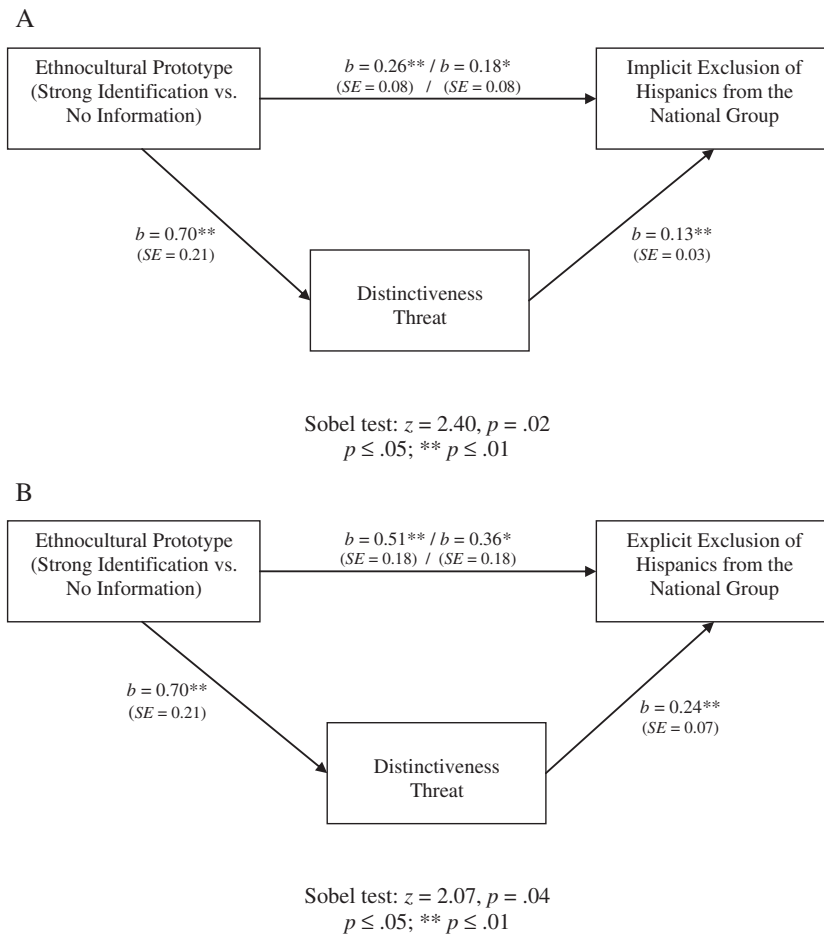 A
Ethnocultural Prototype
(Strong Identification vs.
No Information)
b = 0.26** / b = 0.18*
(SE = 0.08) / (SE = 0.08)
Implicit Exclusion of
Hispanics from the
National Group
b = 0.70**
(SE = 0.21)
b = 0.13**
(SE = 0.03)
Distinctiveness
Threat
Sobel test: z = 2.40, p = .02
p ≤ .05; ** p ≤ .01
B
Ethnocultural Prototype
(Strong Identification vs.
No Information)
b = 0.51** / b = 0.36*
(SE = 0.18) / (SE = 0.18)
Explicit Exclusion of
Hispanics from the
National Group
b = 0.70**
(SE = 0.21)
b = 0.24**
(SE = 0.07)
Distinctiveness
Threat
Sobel test: z = 2.07, p = .04
p ≤ .05; ** p ≤ .01